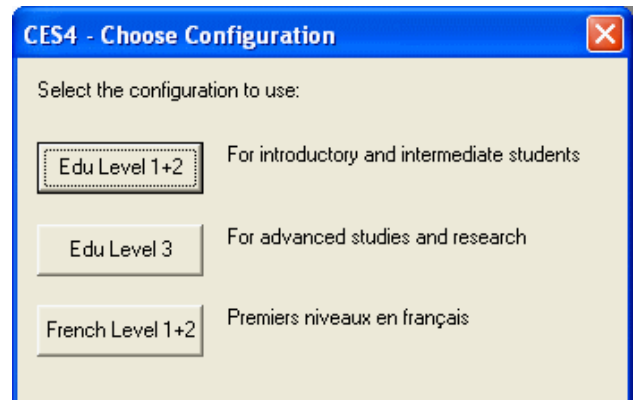 CES4 - Choose Configuration
Select the configuration to use:
Edu Level 1+2 For introductory and intermediate students
Edu Level 3 For advanced studies and research
French Level 1+2 Premiers niveaux en français